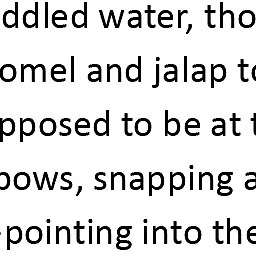 ddled water, tho
omel and jalap to
pposed to be at t
bows, snapping a
-pointing into the